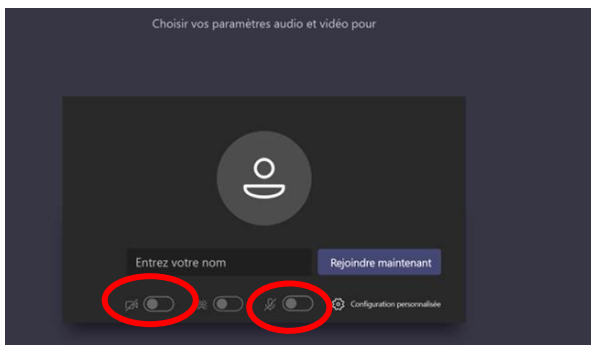 Choisir vos paramètres audio et vidéo pour
Entrez votre nom
Rejoindre maintenant
Configuration personnalisée